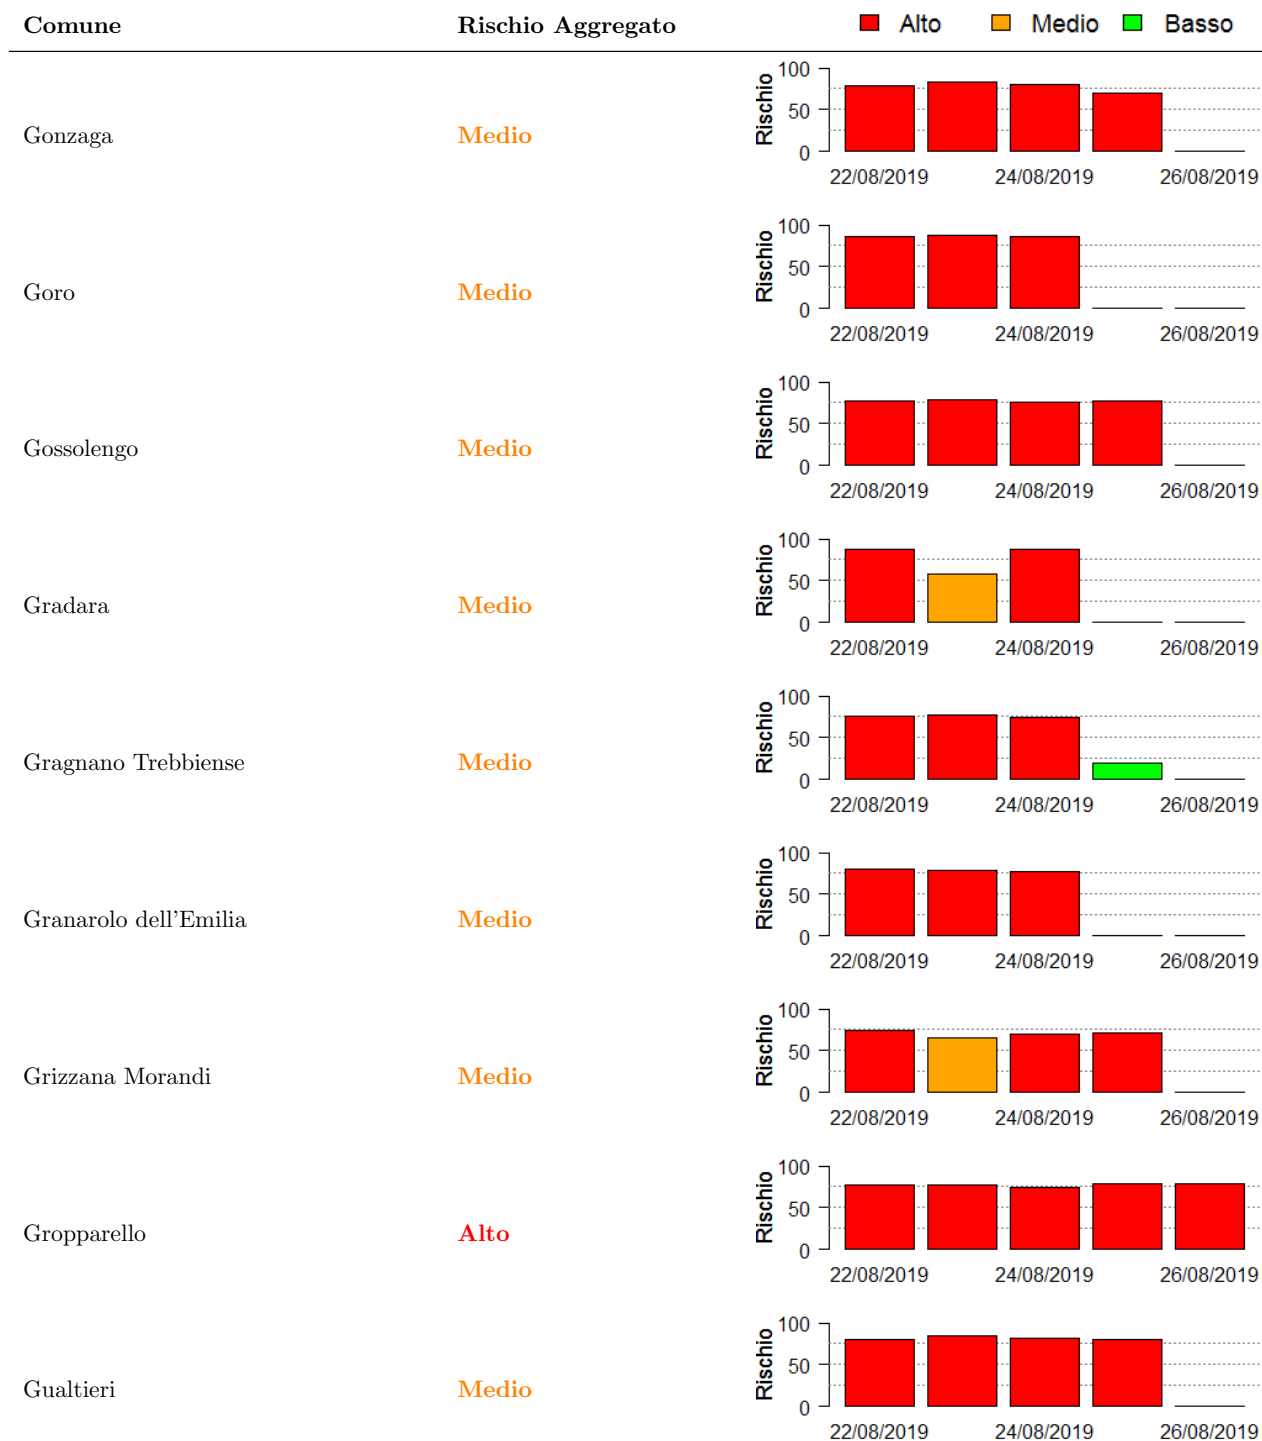 Comune Rischio Aggregato Alto Medio Basso
Gonzaga Medio
Rischio
100
50
0
22/08/2019 24/08/2019 26/08/2019
Goro Medio
Rischio
100
50
0
22/08/2019 24/08/2019 26/08/2019
Gossolengo Medio
Rischio
100
50
0
22/08/2019 24/08/2019 26/08/2019
Gradara Medio
Rischio
100
50
0
22/08/2019 24/08/2019 26/08/2019
Gragnano Trebbiense Medio
Rischio
100
50
0
22/08/2019 24/08/2019 26/08/2019
Granarolo dell'Emilia Medio
Rischio
100
50
0
22/08/2019 24/08/2019 26/08/2019
Grizzana Morandi Medio
Rischio
100
50
0
22/08/2019 24/08/2019 26/08/2019
Gropparello Alto
Rischio
100
50
0
22/08/2019 24/08/2019 26/08/2019
Gualtieri Medio
Rischio
100
50
0
22/08/2019 24/08/2019 26/08/2019